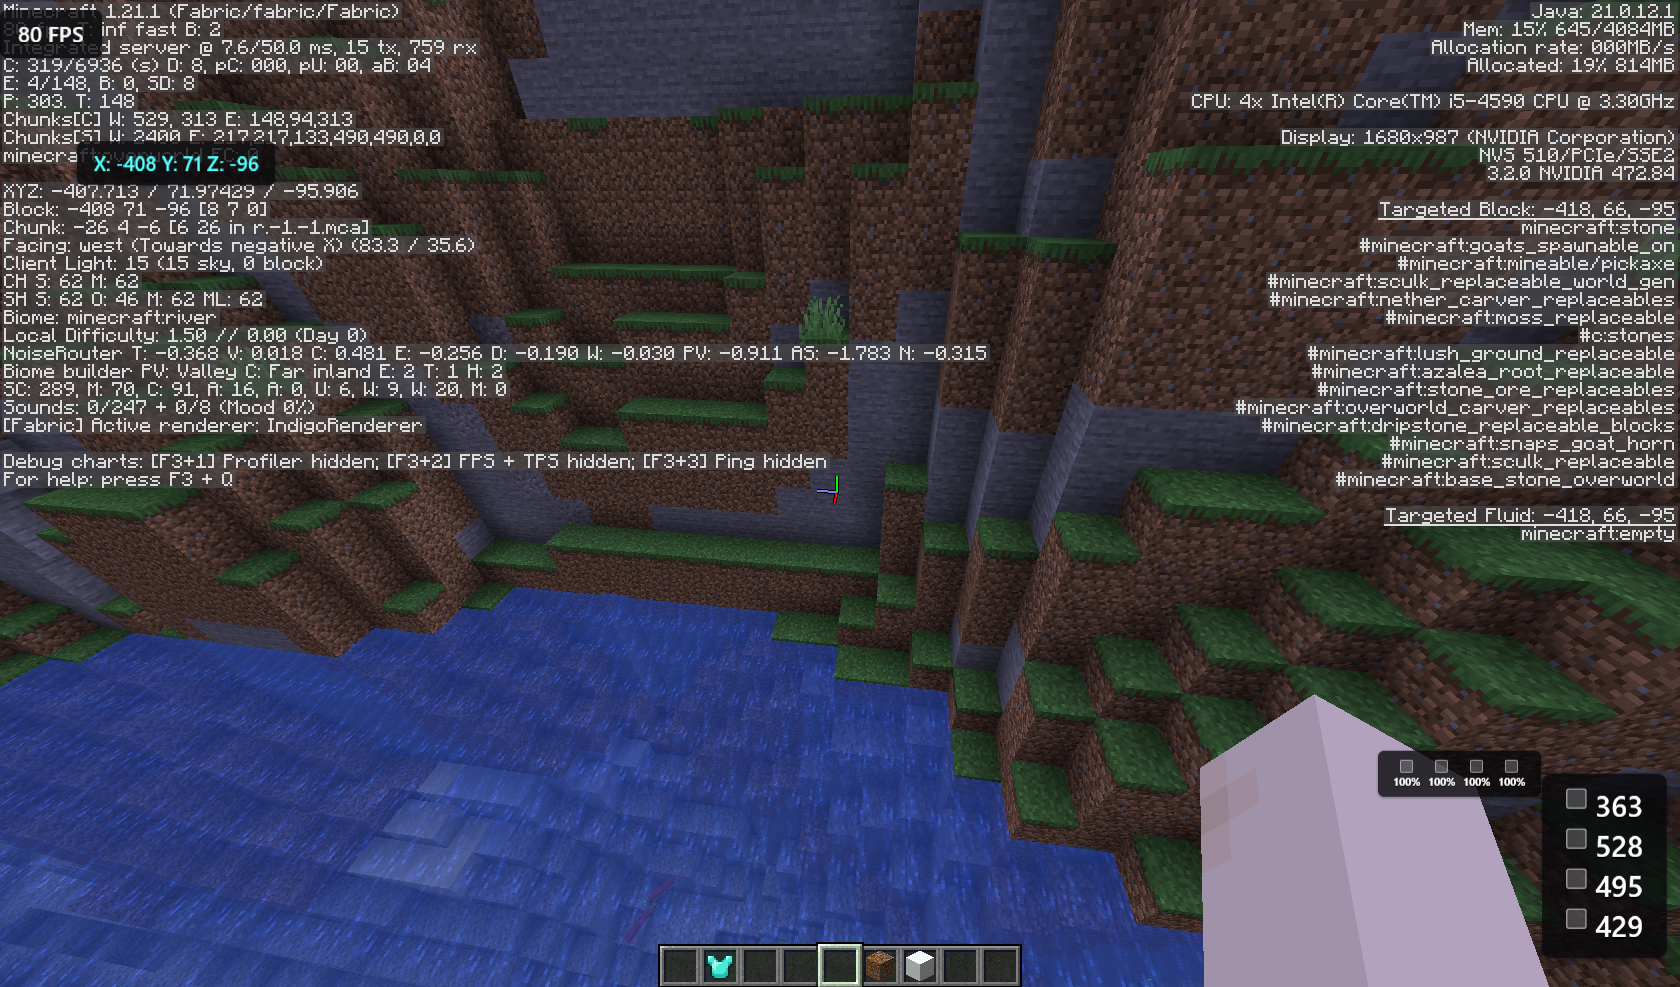 Minecraft 1.21.1 (Fabric/fabric/Fabric)
80 FPS
inf fast B: 2
Integrated server @ 7.6/50.0 ms, 15 tx, 759 rx
C: 319/6936 (s) D: 8, pC: 000, pU: 00, aB: 04
E: 4/148, B: 0, SD: 8
P: 303. T: 148
Chunks[C] W: 529, 313 E: 148,94,313
Chunks[S] W: 2400 E: 217,217,133,490,490,0,0
X: -408 Y: 71 Z: -96
XYZ: -407.713 / 71.97429 / -95.906
Block: -408 71 -96 [8 7 0]
Chunk: -26 4 -6 [6 26 in r.-1.-1.mca]
Facing: west (Towards negative X) (83.3 / 35.6)
Client Light: 15 (15 sky, 0 block)
CH S: 62 M: 62
SH S: 62 O: 46 M: 62 ML: 62
Biome: minecraft:river
Local Difficulty: 1.50 // 0.00 (Day 0)
NoiseRouter T: -0.368 V: 0.018 C: 0.481 E: -0.256 D: -0.190 W: -0.030 PV: -0.911 AS: -1.783 N: -0.315
Biome builder PV: Valley C: Far inland E: 2 T: 1 H: 2
SC: 289, M: 70, C: 91, A: 16, A: 0, U: 6, W: 9, W: 20, M: 0
Sounds: 0/247 + 0/8 (Mood 0%)
[Fabric] Active renderer: IndigoRenderer
Debug charts: [F3+1] Profiler hidden; [F3+2] FPS + TPS hidden; [F3+3] Ping hidden
For help: press F3 + Q
Java: 21.0.12.1
Mem: 15% 645/4084MB
Allocation rate: 000MB/s
Allocated: 19% 814MB
CPU: 4x Intel(R) Core(TM) i5-4590 CPU @ 3.30GHz
Display: 1680x987 (NVIDIA Corporation)
NVS 510/PCIe/SSE2
3.2.0 NVIDIA 472.84
Targeted Block: -418, 66, -95
minecraft:stone
#minecraft:goats_spawnable_on
#minecraft:mineable/pickaxe
#minecraft:sculk_replaceable_world_gen
#minecraft:nether_carver_replaceables
#minecraft:moss_replaceable
#c:stones
#minecraft:lush_ground_replaceable
#minecraft:azalea_root_replaceable
#minecraft:stone_ore_replaceables
#minecraft:overworld_carver_replaceables
#minecraft:dripstone_replaceable_blocks
#minecraft:snaps_goat_horn
#minecraft:sculk_replaceable
#minecraft:base_stone_overworld
Targeted Fluid: -418, 66, -95
minecraft:empty
100% 100% 100% 100%
363
528
495
429